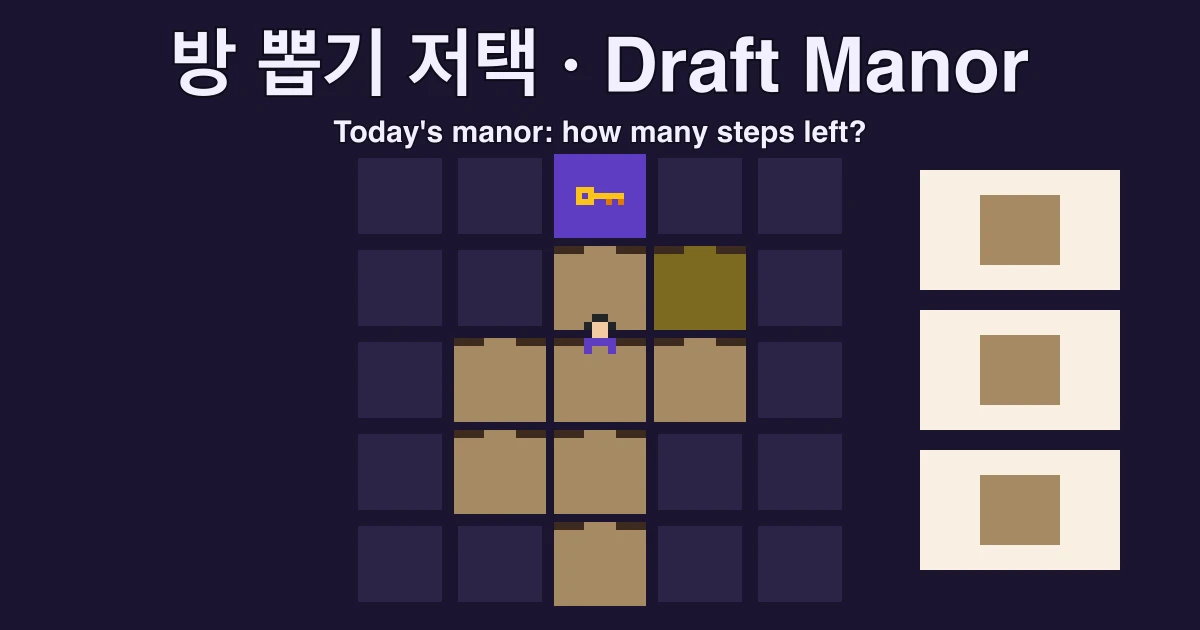 방 뽑기 저택 · Draft Manor
Today's manor: how many steps left?